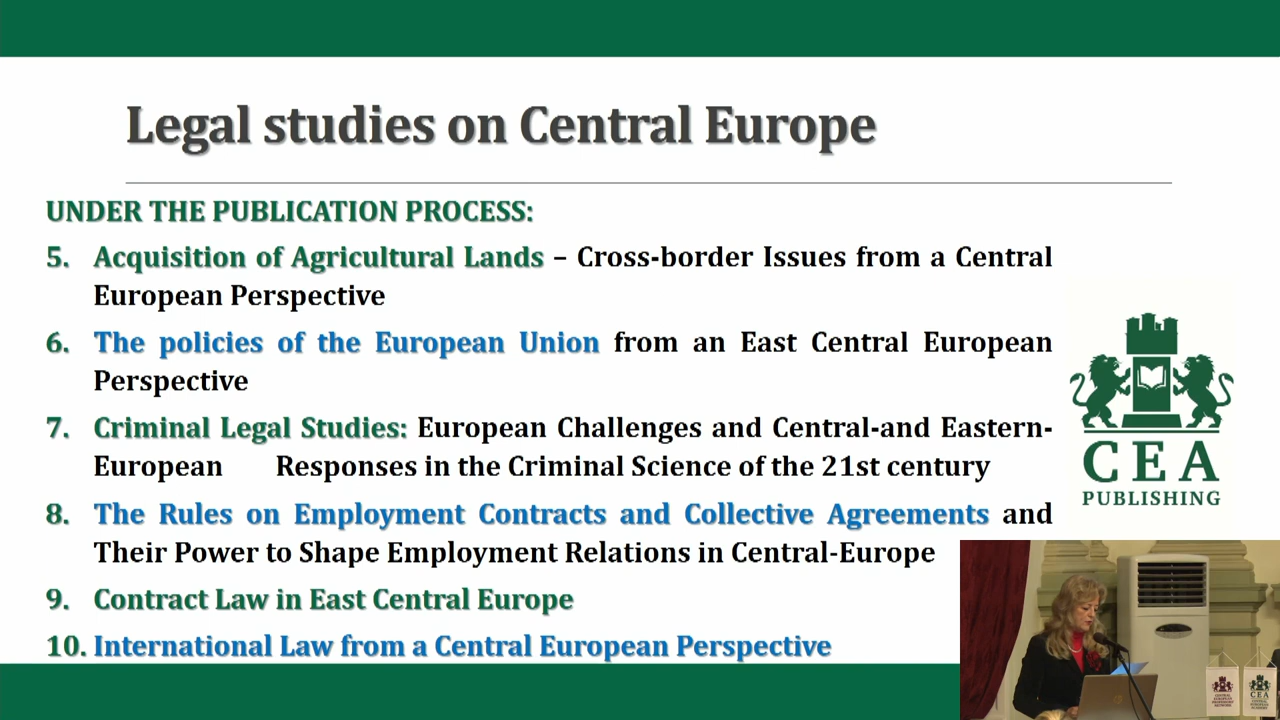 Legal studies on Central Europe
UNDER THE PUBLICATION PROCESS:
5. Acquisition of Agricultural Lands – Cross-border Issues from a Central
European Perspective
6. The policies of the European Union from an East Central European
Perspective
7. Criminal Legal Studies: European Challenges and Central-and Eastern-
European Responses in the Criminal Science of the 21st century
8. The Rules on Employment Contracts and Collective Agreements and
Their Power to Shape Employment Relations in Central-Europe
9. Contract Law in East Central Europe
10. International Law from a Central European Perspective
CEA
PUBLISHING
CEA